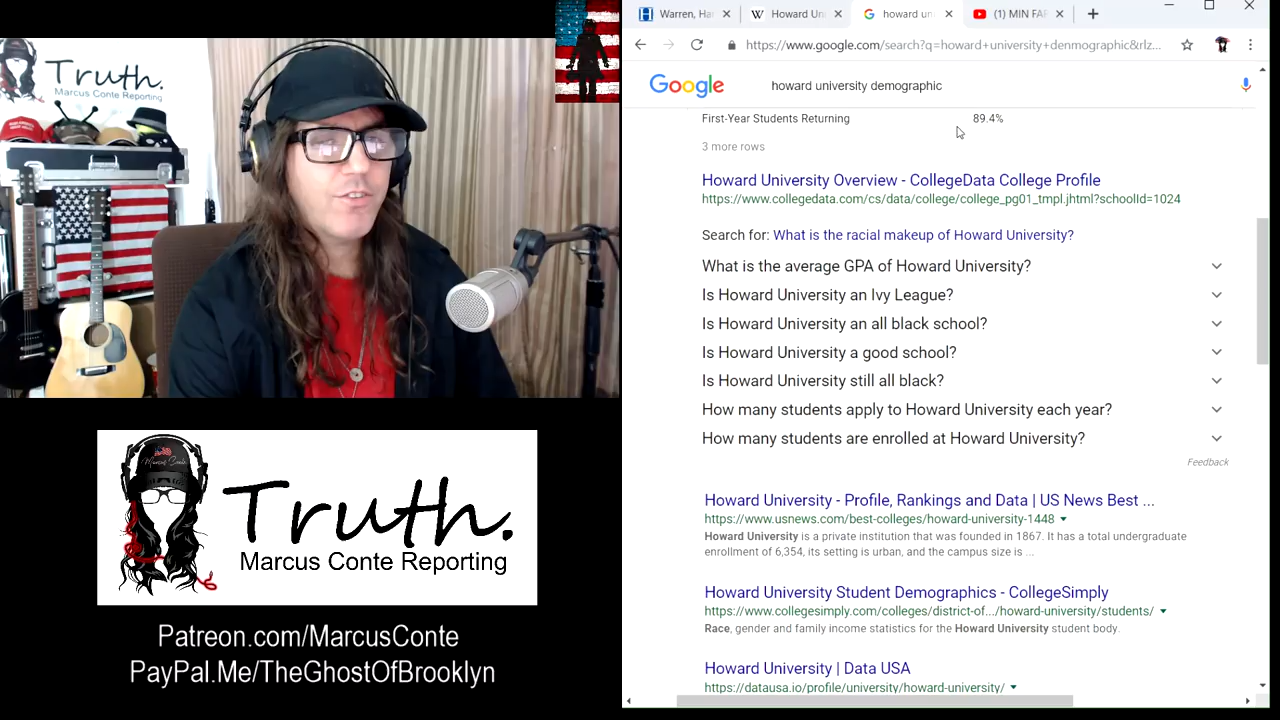 Truth.
Marcus Conte Reporting
Truth.
Marcus Conte Reporting
Patreon.com/MarcusConte
PayPal.Me/TheGhostOfBrooklyn
Warren, Ha
Howard Un
howard un
(1) WIN RE
https://www.google.com/search?q=howard+university+denmographic&rlz...
Google
howard university demographic
First-Year Students Returning 89.4%
3 more rows
Howard University Overview - CollegeData College Profile
https://www.collegedata.com/cs/data/college/college_pg01_tmpl.jhtml?schoolId=1024
Search for: What is the racial makeup of Howard University?
What is the average GPA of Howard University?
Is Howard University an Ivy League?
Is Howard University an all black school?
Is Howard University a good school?
Is Howard University still all black?
How many students apply to Howard University each year?
How many students are enrolled at Howard University?
Feedback
Howard University - Profile, Rankings and Data | US News Best ...
https://www.usnews.com/best-colleges/howard-university-1448
Howard University is a private institution that was founded in 1867. It has a total undergraduate
enrollment of 6,354, its setting is urban, and the campus size is ...
Howard University Student Demographics - CollegeSimply
https://www.collegesimply.com/colleges/district-of.../howard-university/students/
Race, gender and family income statistics for the Howard University student body.
Howard University | Data USA
https://datausa.io/profile/university/howard-university/